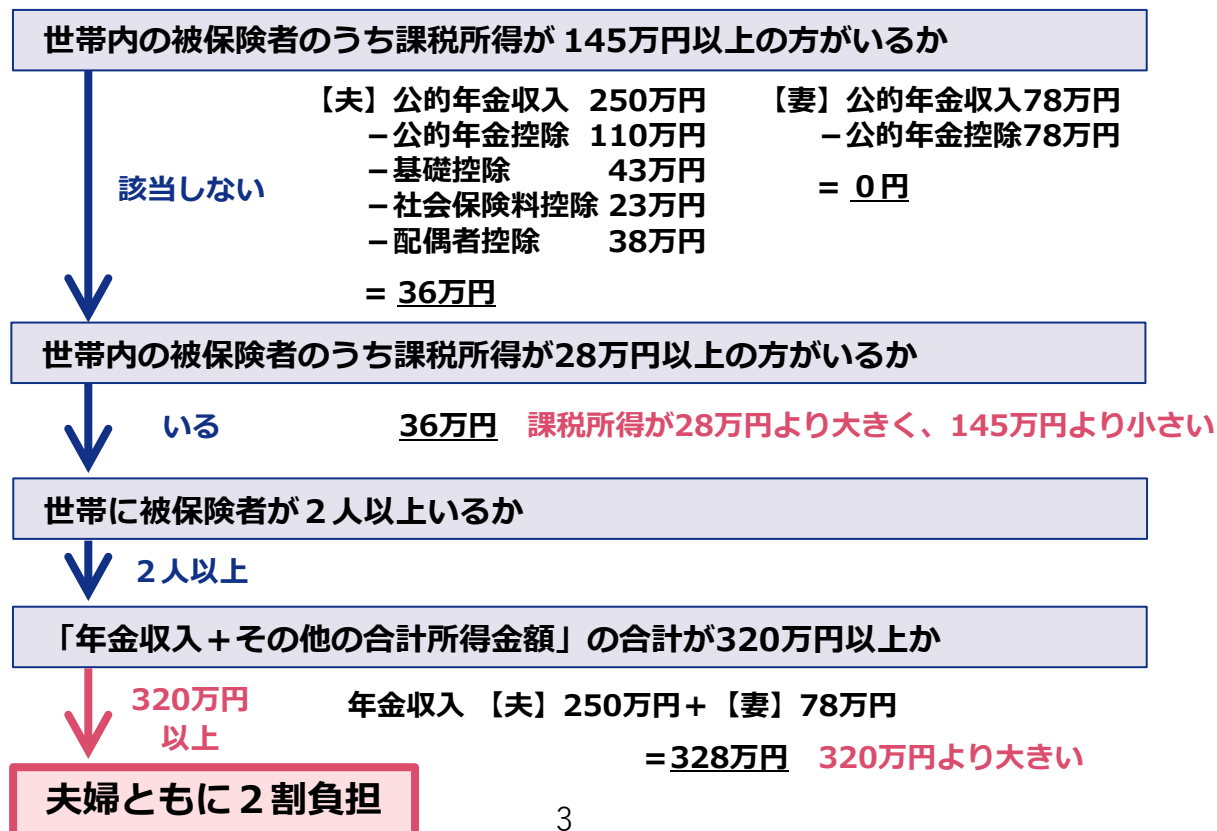 世帯内の被保険者のうち課税所得が 145万円以上の方がいるか
該当しない
【夫】公的年金収入 250万円
－公的年金控除 110万円
－基礎控除 43万円
－社会保険料控除 23万円
－配偶者控除 38万円
= 36万円
【妻】公的年金収入78万円
－公的年金控除78万円
= ０円
世帯内の被保険者のうち課税所得が28万円以上の方がいるか
いる
36万円 課税所得が28万円より大きく、145万円より小さい
世帯に被保険者が２人以上いるか
２人以上
「年金収入＋その他の合計所得金額」の合計が320万円以上か
320万円
以上
年金収入 【夫】250万円＋【妻】78万円
＝328万円 320万円より大きい
夫婦ともに２割負担
3